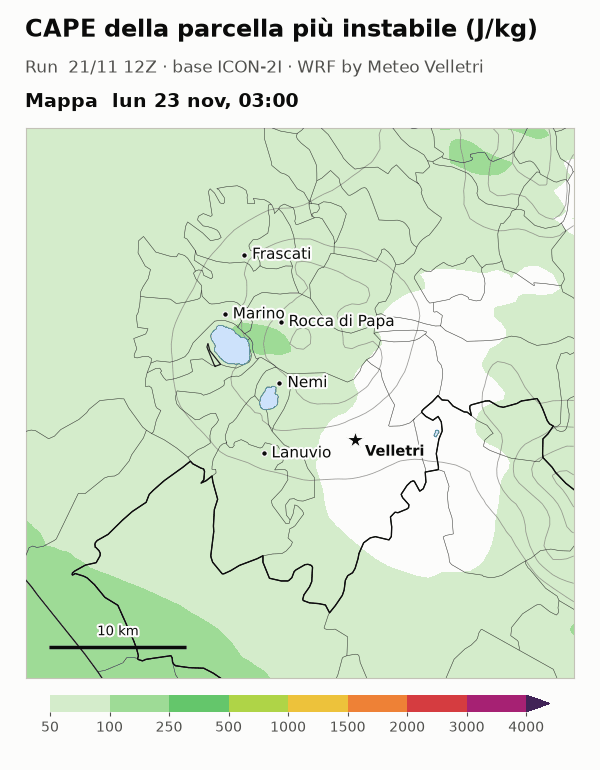 CAPE della parcella più instabile (J/kg)
Run  21/11 12Z · base ICON-2I · WRF by Meteo Velletri
Mappa  lun 23 nov, 03:00
Frascati
Marino
Rocca di Papa
Nemi
Velletri
Lanuvio
10 km
50 100 250 500 1000 1500 2000 3000 4000